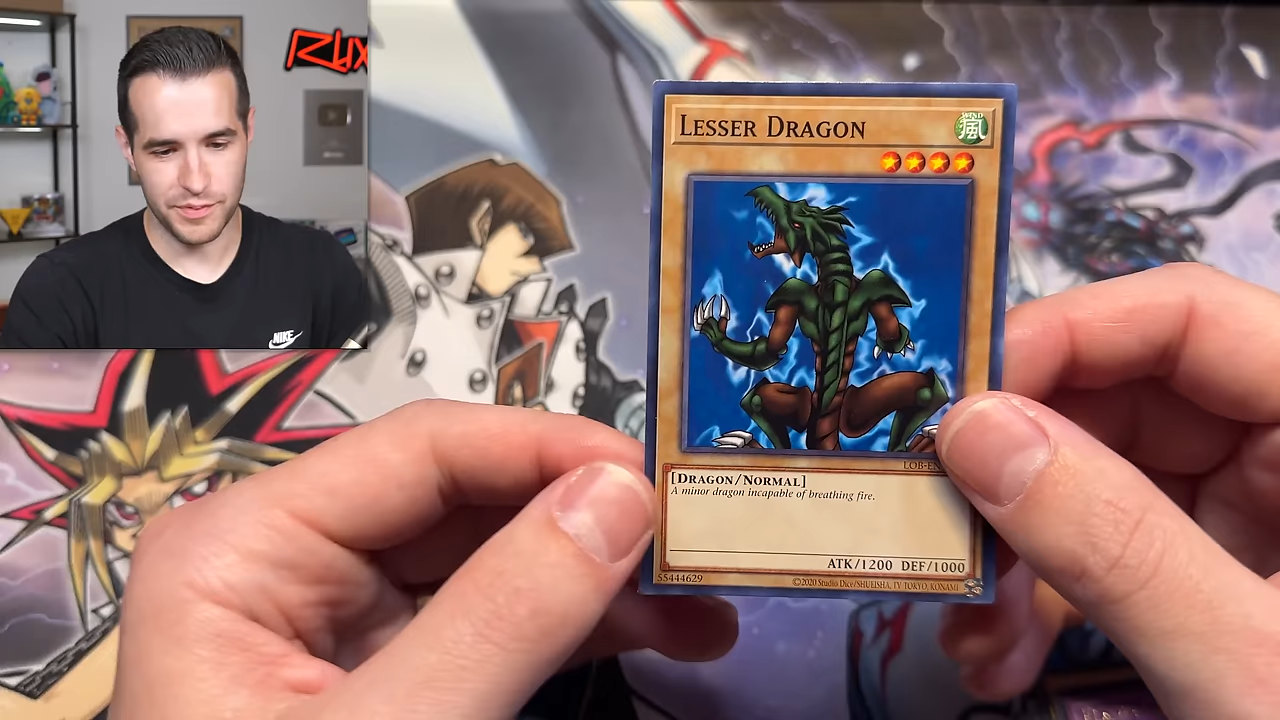 NIKE
LESSER DRAGON
WIND
風
LOB-EN
[DRAGON/NORMAL]
A minor dragon incapable of breathing fire.
ATK/1200 DEF/1000
55444629
©2020 Studio Dice/SHUEISHA, TV TOKYO, KONAMI